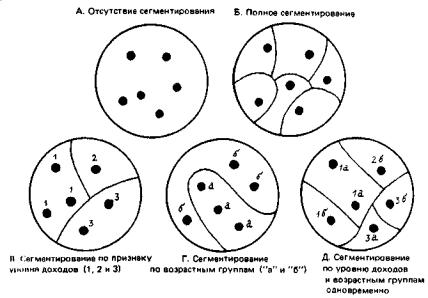 А. Отсутствие сегментирования
Б. Полное сегментирование
1
2
1
1
3
3
б
а
б
б
а
а
1а
2б
1а
3б
1б
3а
В. Сегментирование по признаку
уровня доходов (1, 2 и 3)
Г. Сегментирование
по возрастным группам ("а" и "б")
Д. Сегментирование
по уровню доходов
и возрастным группам
одновременно